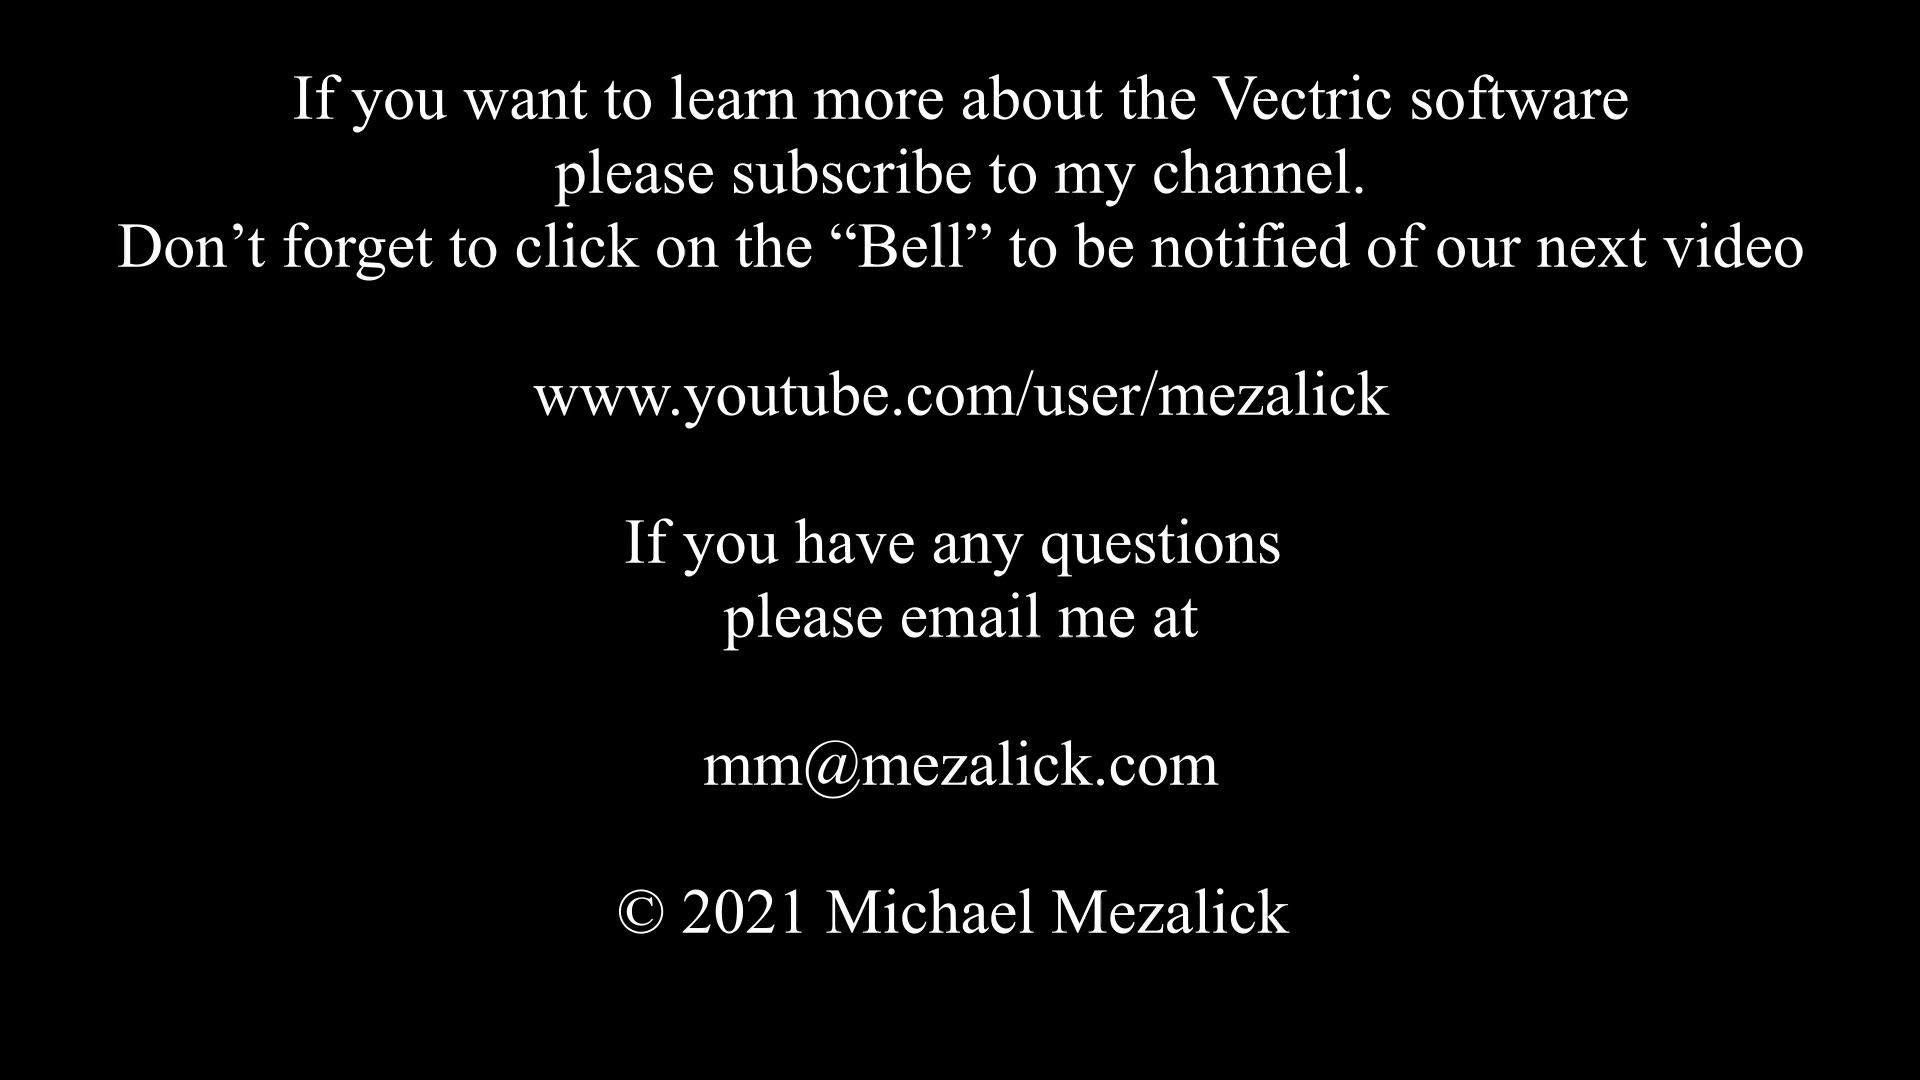 If you want to learn more about the Vectric software
please subscribe to my channel.
Don’t forget to click on the “Bell” to be notified of our next video
www.youtube.com/user/mezalick
If you have any questions
please email me at
mm@mezalick.com
© 2021 Michael Mezalick